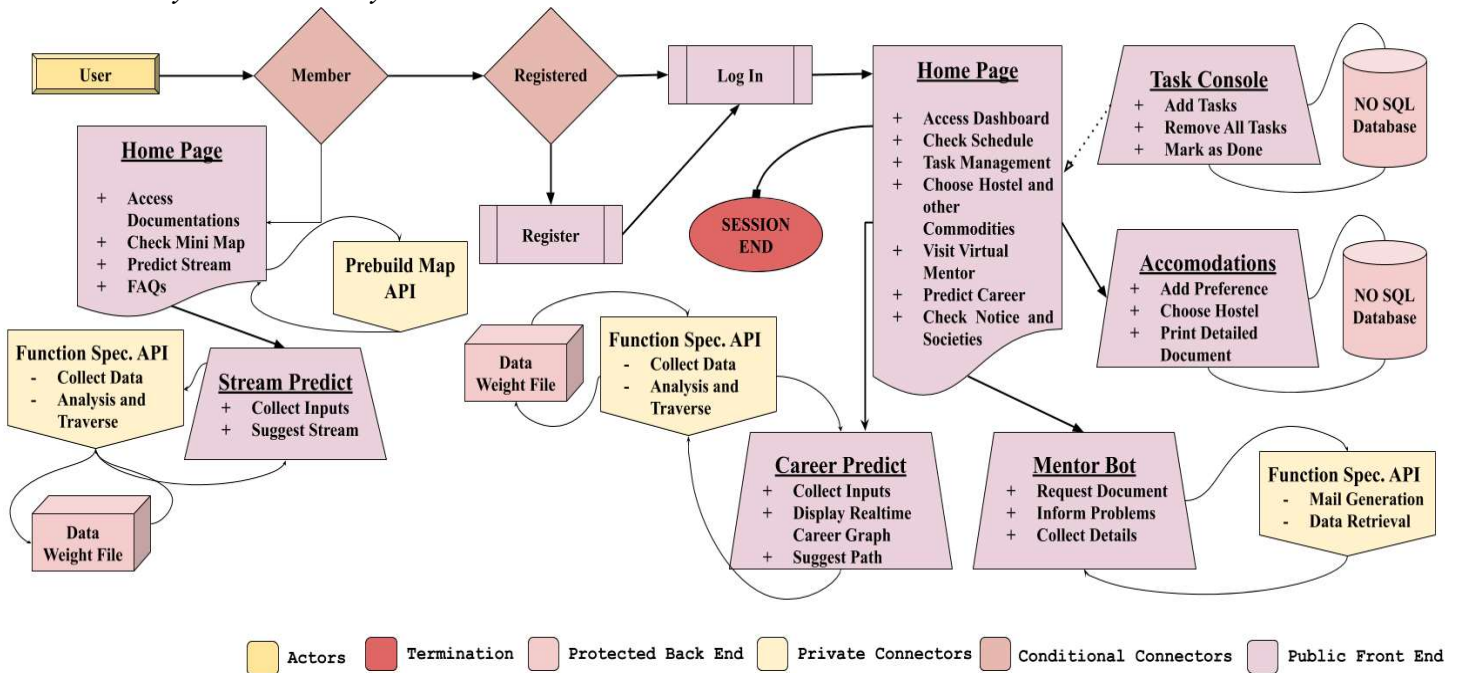 User
Member
Registered
Log In
Register
Home Page
+ Access
Documentations
+ Check Mini Map
+ Predict Stream
+ FAQs
Prebuild Map
API
Function Spec. API
- Collect Data
- Analysis and
Traverse
Stream Predict
+ Collect Inputs
+ Suggest Stream
Data
Weight File
Home Page
+ Access Dashboard
+ Check Schedule
+ Task Management
+ Choose Hostel and
other
Commodities
+ Visit Virtual
Mentor
+ Predict Career
+ Check Notice and
Societies
SESSION
END
Task Console
+ Add Tasks
+ Remove All Tasks
+ Mark as Done
NO SQL
Database
Accomodations
+ Add Preference
+ Choose Hostel
+ Print Detailed
Document
NO SQL
Database
Data
Weight File
Function Spec. API
- Collect Data
- Analysis and
Traverse
Career Predict
+ Collect Inputs
+ Display Realtime
Career Graph
+ Suggest Path
Mentor Bot
+ Request Document
+ Inform Problems
+ Collect Details
Function Spec. API
- Mail Generation
- Data Retrieval
Actors
Termination
Protected Back End
Private Connectors
Conditional Connectors
Public Front End